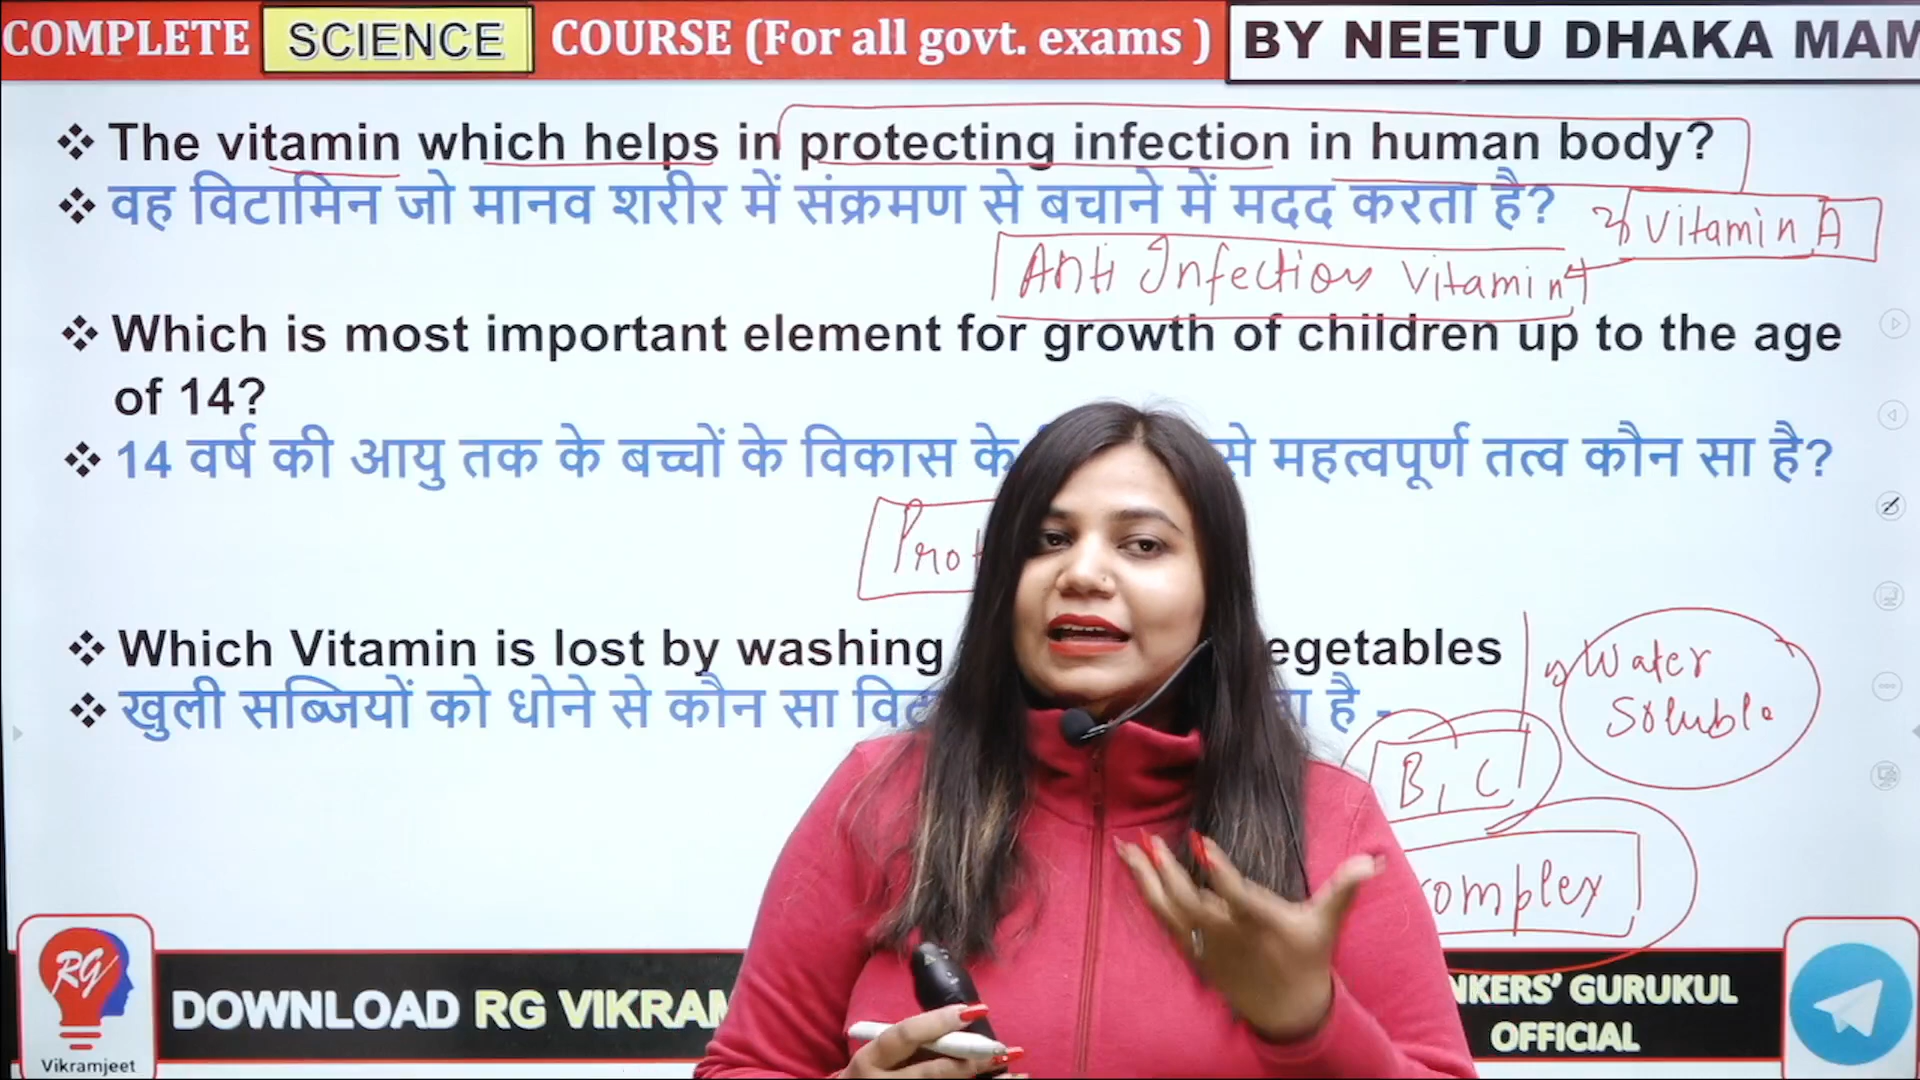 COMPLETE SCIENCE COURSE (For all govt. exams ) BY NEETU DHAKA MAM
❖ The vitamin which helps in protecting infection in human body?
❖ वह विटामिन जो मानव शरीर में संक्रमण से बचाने में मदद करता है?
Vitamin A
Anti Infection Vitamin
❖ Which is most important element for growth of children up to the age
of 14?
❖ 14 वर्ष की आयु तक के बच्चों के विकास के से महत्वपूर्ण तत्व कौन सा है?
Prot
❖ Which Vitamin is lost by washing egetables
Water
Soluble
❖ खुली सब्जियों को धोने से कौन सा है -
B, C
complex
RG
Vikramjeet
DOWNLOAD RG VIKRAM
NKERS' GURUKUL
OFFICIAL